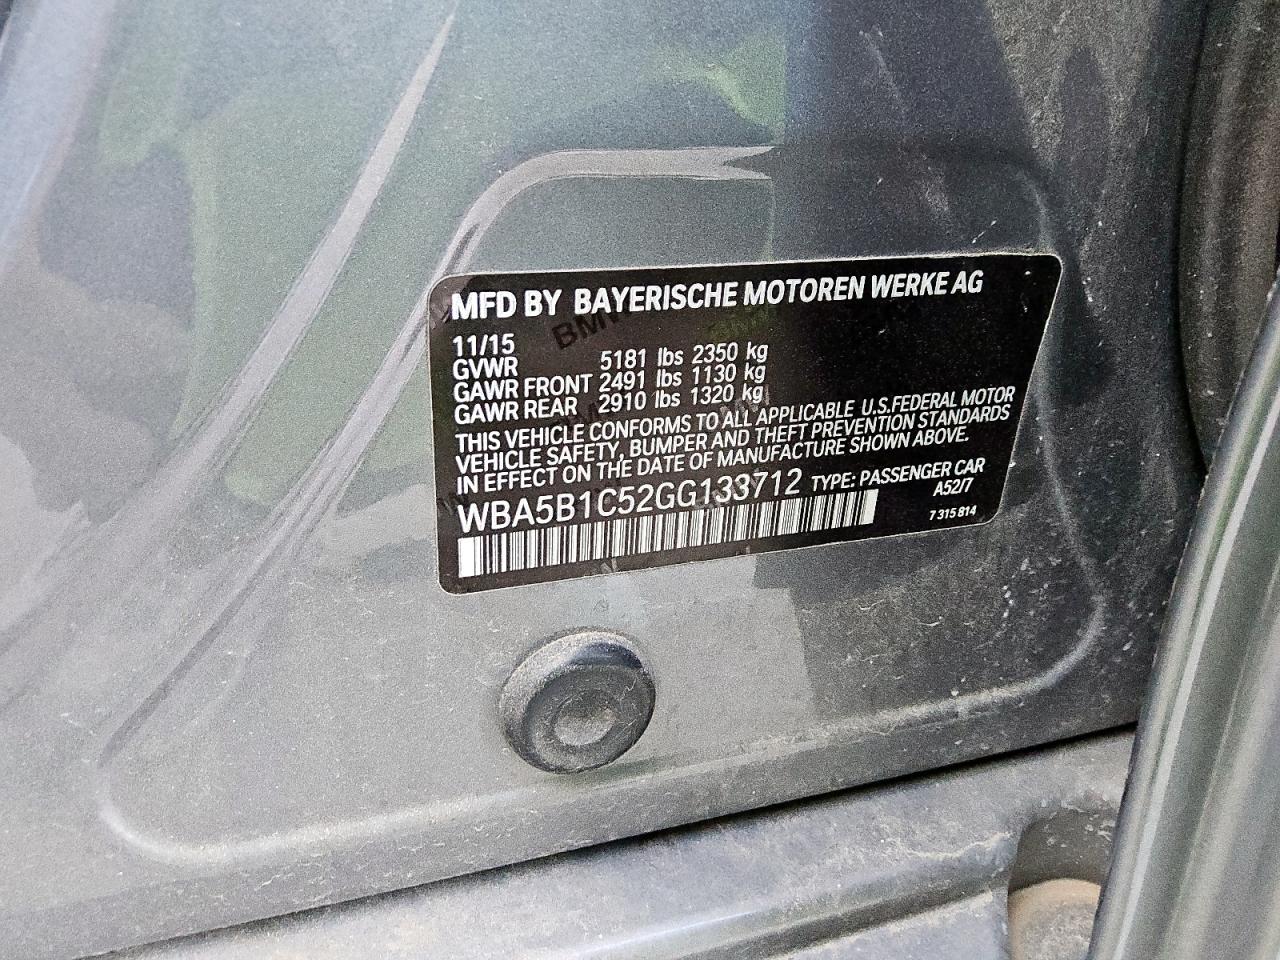 MFD BY BAYERISCHE MOTOREN WERKE AG
11/15
GVWR 5181 lbs 2350 kg
GAWR FRONT 2491 lbs 1130 kg
GAWR REAR 2910 lbs 1320 kg
THIS VEHICLE CONFORMS TO ALL APPLICABLE U.S.FEDERAL MOTOR
VEHICLE SAFETY, BUMPER AND THEFT PREVENTION STANDARDS
IN EFFECT ON THE DATE OF MANUFACTURE SHOWN ABOVE.
WBA5B1C52GG133712 TYPE: PASSENGER CAR
A52/7
7 315 814